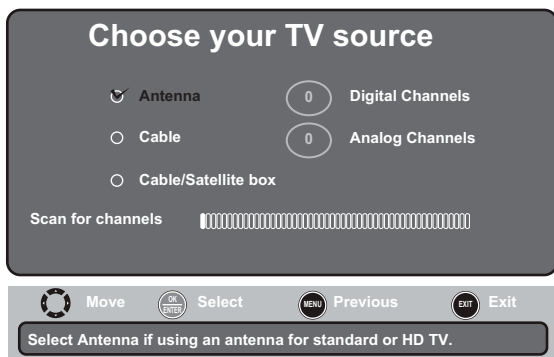 Choose your TV source
Antenna 0 Digital Channels
Cable 0 Analog Channels
Cable/Satellite box
Scan for channels
Move OK ENTER Select MENU Previous EXIT Exit
Select Antenna if using an antenna for standard or HD TV.